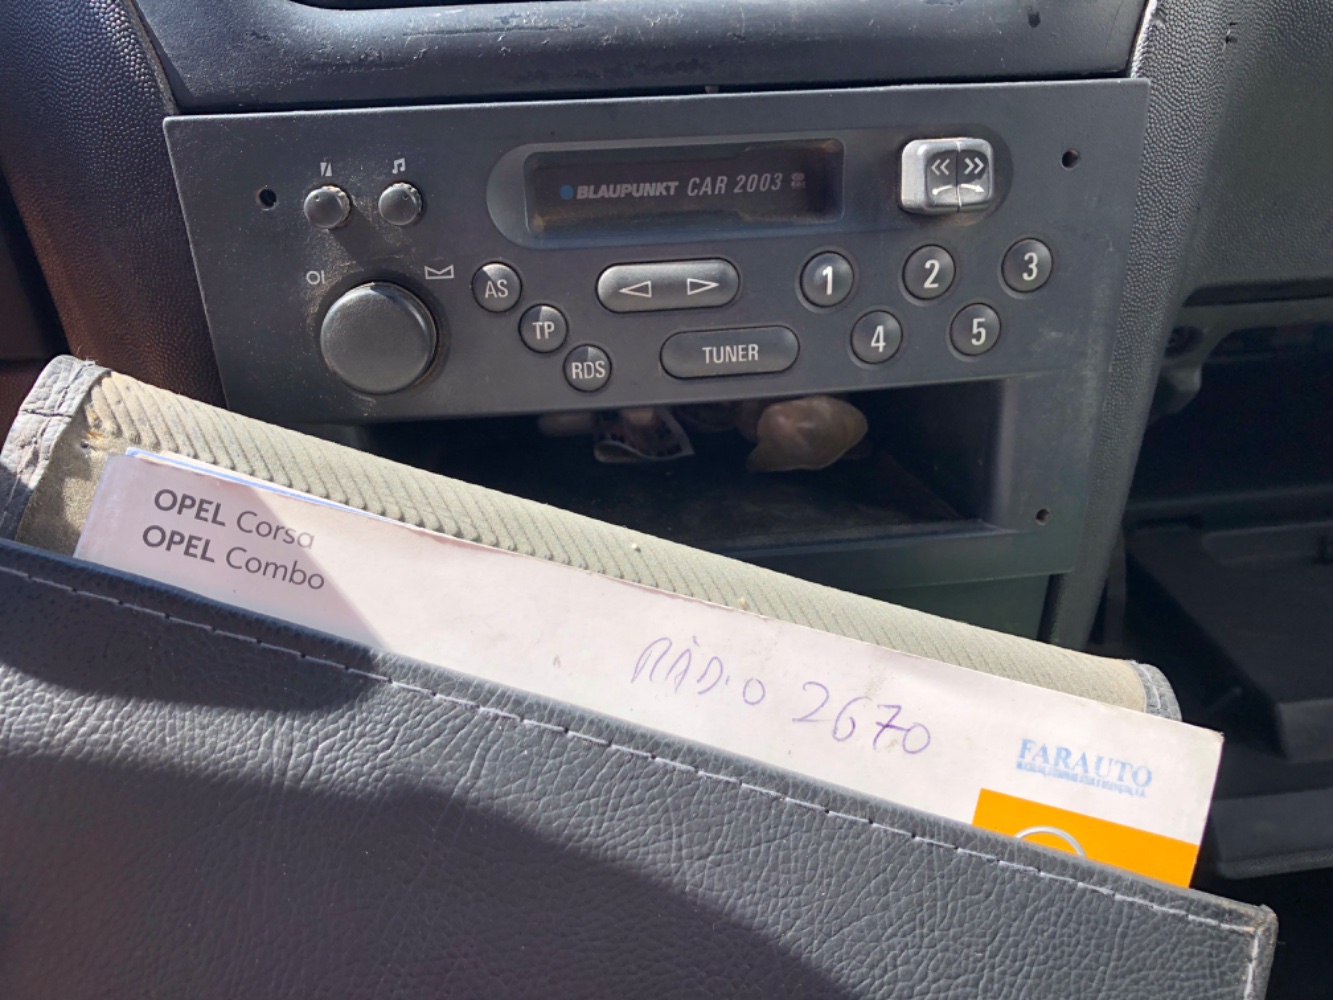 BLAUPUNKT CAR 2003
AS
TP
RDS
TUNER
1
2
3
4
5
OPEL Corsa
OPEL Combo
RÀDIO 2670
FARAUTO